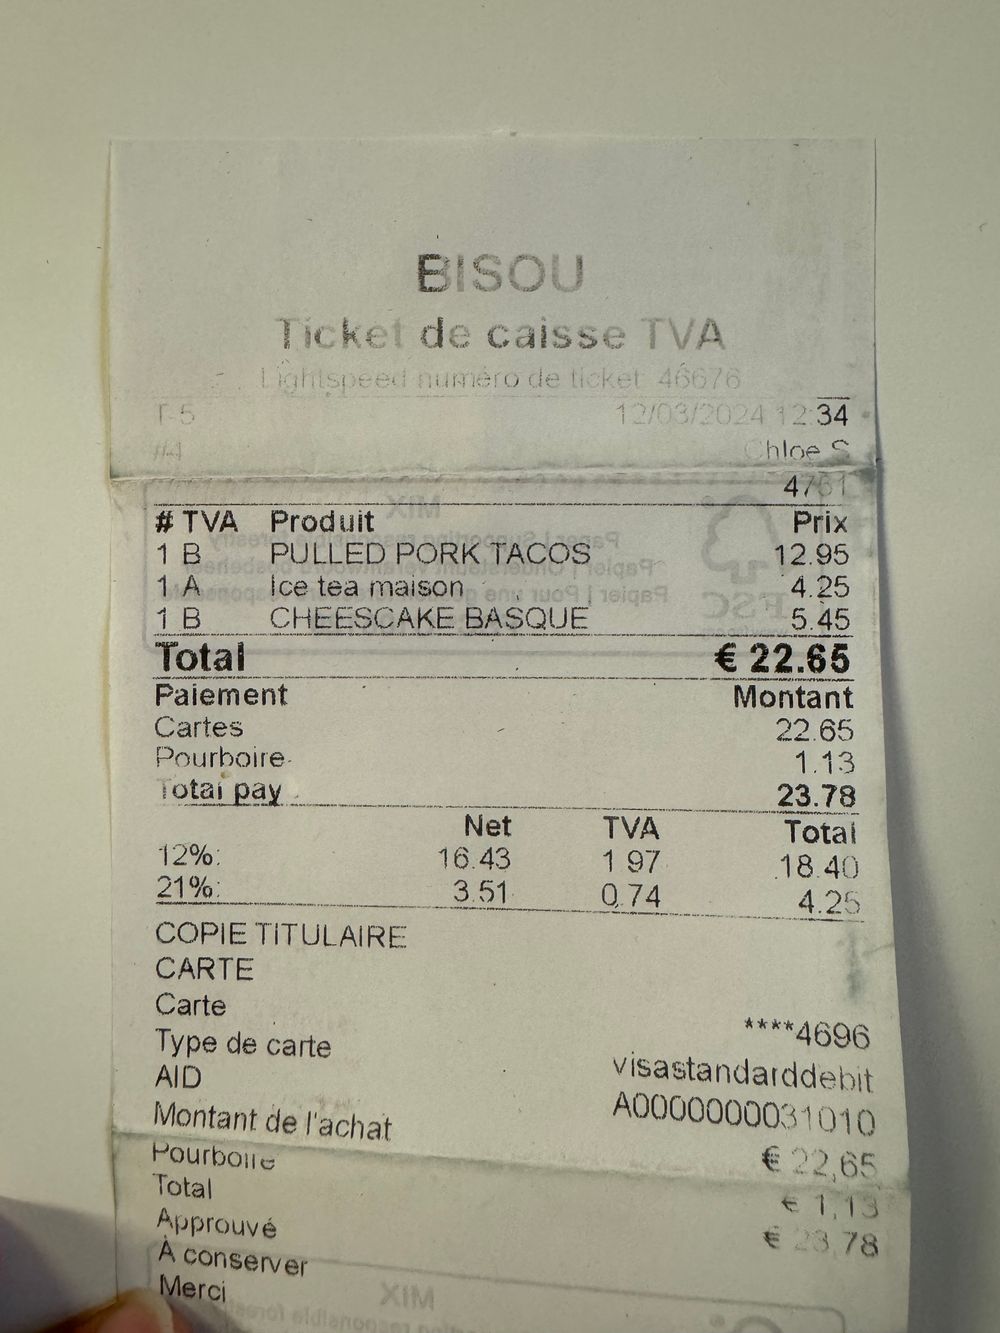 BISOU
Ticket de caisse TVA
Lightspeed numéro de ticket: 46676
T-5 12/03/2024 12:34
Chloe S
4761
# TVA Produit Prix
1 B PULLED PORK TACOS 12.95
1 A Ice tea maison 4.25
1 B CHEESCAKE BASQUE 5.45
Total € 22.65
Paiement Montant
Cartes 22.65
Pourboire 1.13
Total pay 23.78
Net TVA Total
12%: 16.43 1.97 18.40
21%: 3.51 0.74 4.25
COPIE TITULAIRE
CARTE
Carte ****4696
Type de carte visastandarddebit
AID A0000000031010
Montant de l'achat € 22,65
Pourboire € 1,13
Total € 23,78
Approuvé
À conserver
Merci